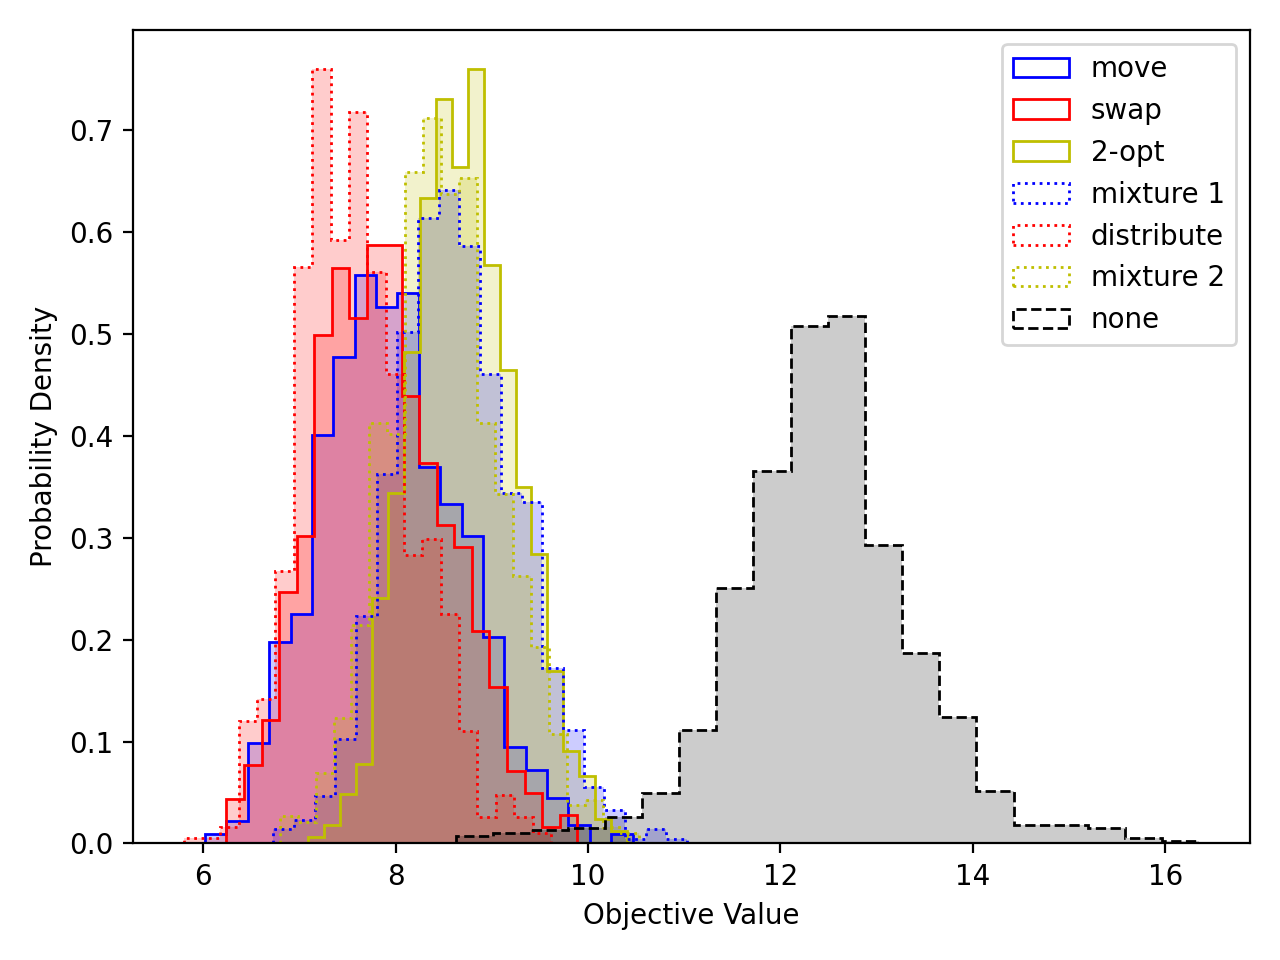 move
swap
2-opt
mixture 1
distribute
mixture 2
none
Probability Density
0.7
0.6
0.5
0.4
0.3
0.2
0.1
0.0
6 8 10 12 14 16
Objective Value